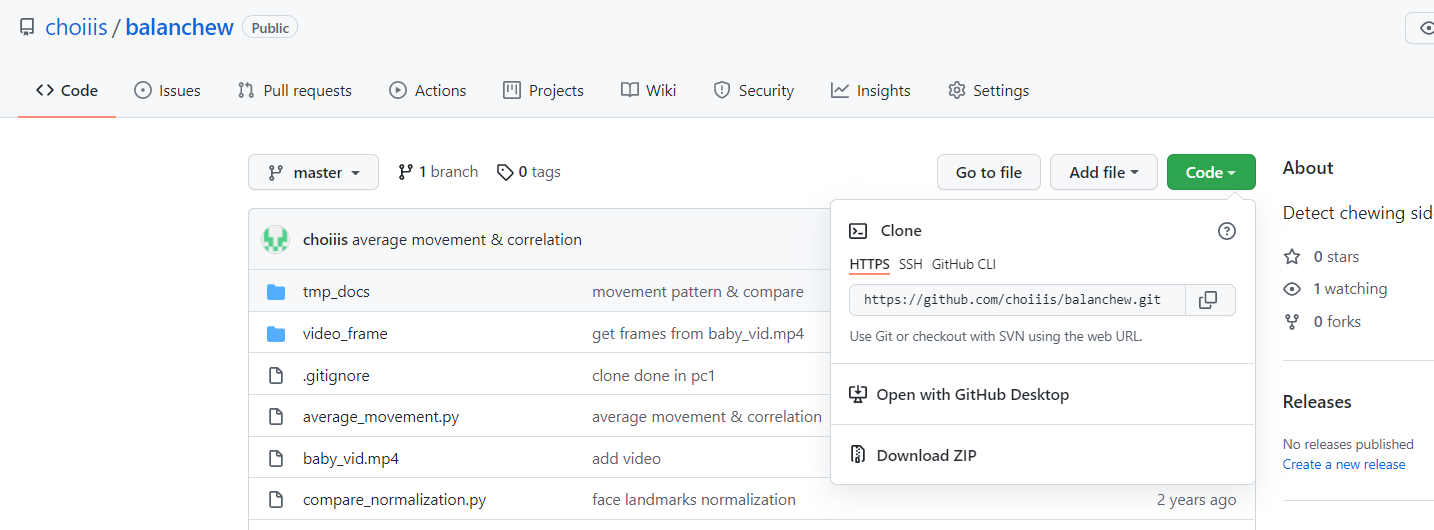 choiiis / balanchew Public
Code Issues Pull requests Actions Projects Wiki Security Insights Settings
master 1 branch 0 tags Go to file Add file Code
About
Detect chewing sid
0 stars
1 watching
0 forks
Releases
No releases published
Create a new release
choiiis average movement & correlation
tmp_docs movement pattern & compare
video_frame get frames from baby_vid.mp4
.gitignore clone done in pc1
average_movement.py average movement & correlation
baby_vid.mp4 add video
compare_normalization.py face landmarks normalization 2 years ago
Clone
HTTPS SSH GitHub CLI
https://github.com/choiiis/balanchew.git
Use Git or checkout with SVN using the web URL.
Open with GitHub Desktop
Download ZIP